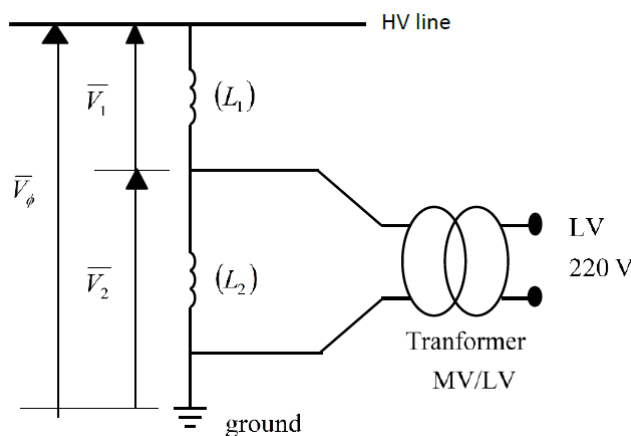 HV line
V̅₁
(L₁)
V̅ᵩ
V̅₂
(L₂)
LV
220 V
Tranformer
MV/LV
ground